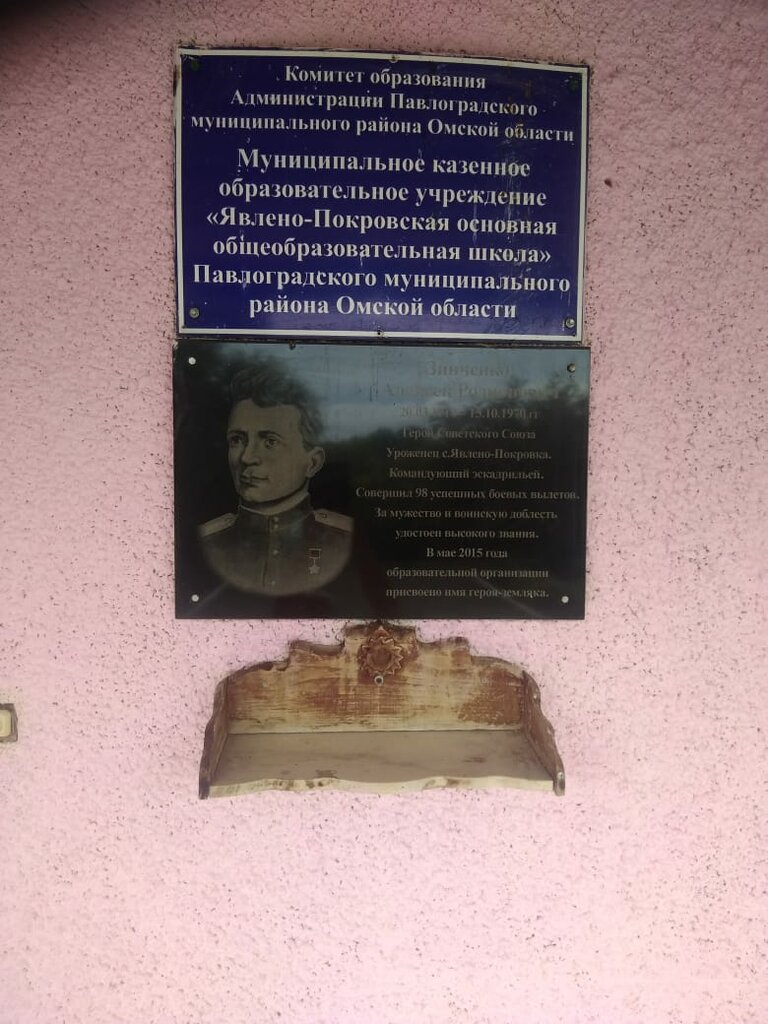 Комитет образования
Администрации Павлоградского
муниципального района Омской области
Муниципальное казенное
образовательное учреждение
«Явлено-Покровская основная
общеобразовательная школа»
Павлоградского муниципального
района Омской области
Зинченко
Герой Советского Союза
Уроженец с.Явлено-Покровка.
Командующий эскадрильей.
Совершил 98 успешных боевых вылетов.
За мужество и воинскую доблесть
удостоен высокого звания.
В мае 2015 года
образовательной организации
присвоено имя героя-земляка.